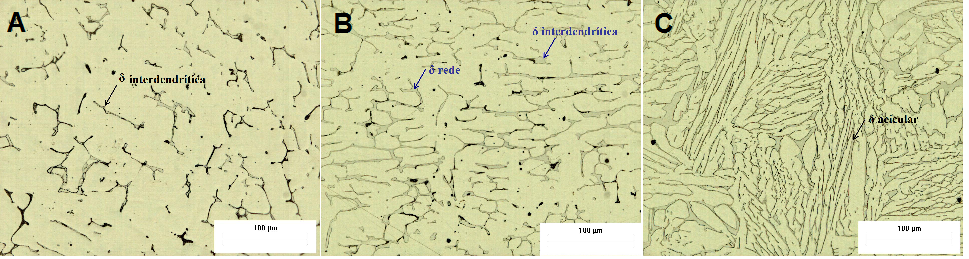 A
δ interdendrítica
100 µm
B
δ interdendrítica
δ rede
100 µm
C
δ acicular
100 µm